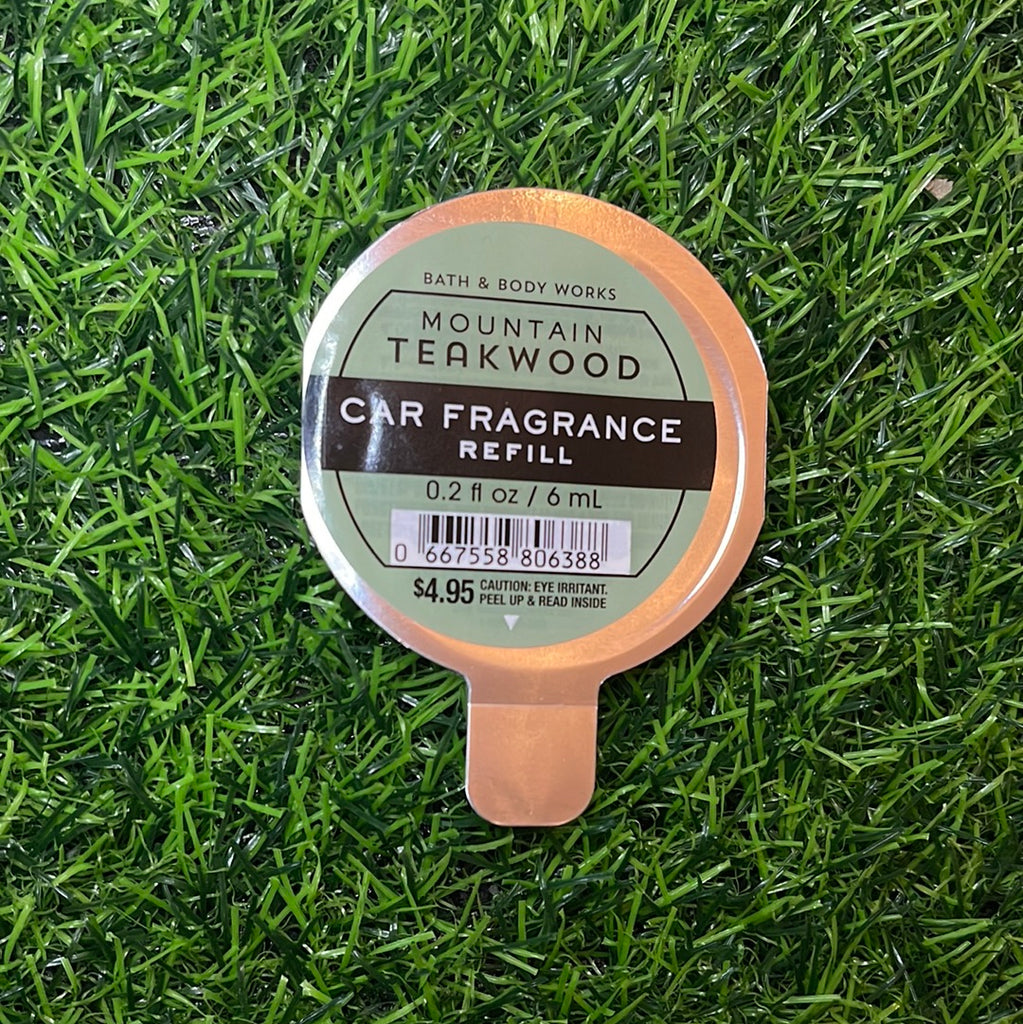 BATH & BODY WORKS
MOUNTAIN
TEAKWOOD
CAR FRAGRANCE
REFILL
0.2 fl oz / 6 mL
0 667558 806388
$4.95 CAUTION: EYE IRRITANT.
PEEL UP & READ INSIDE